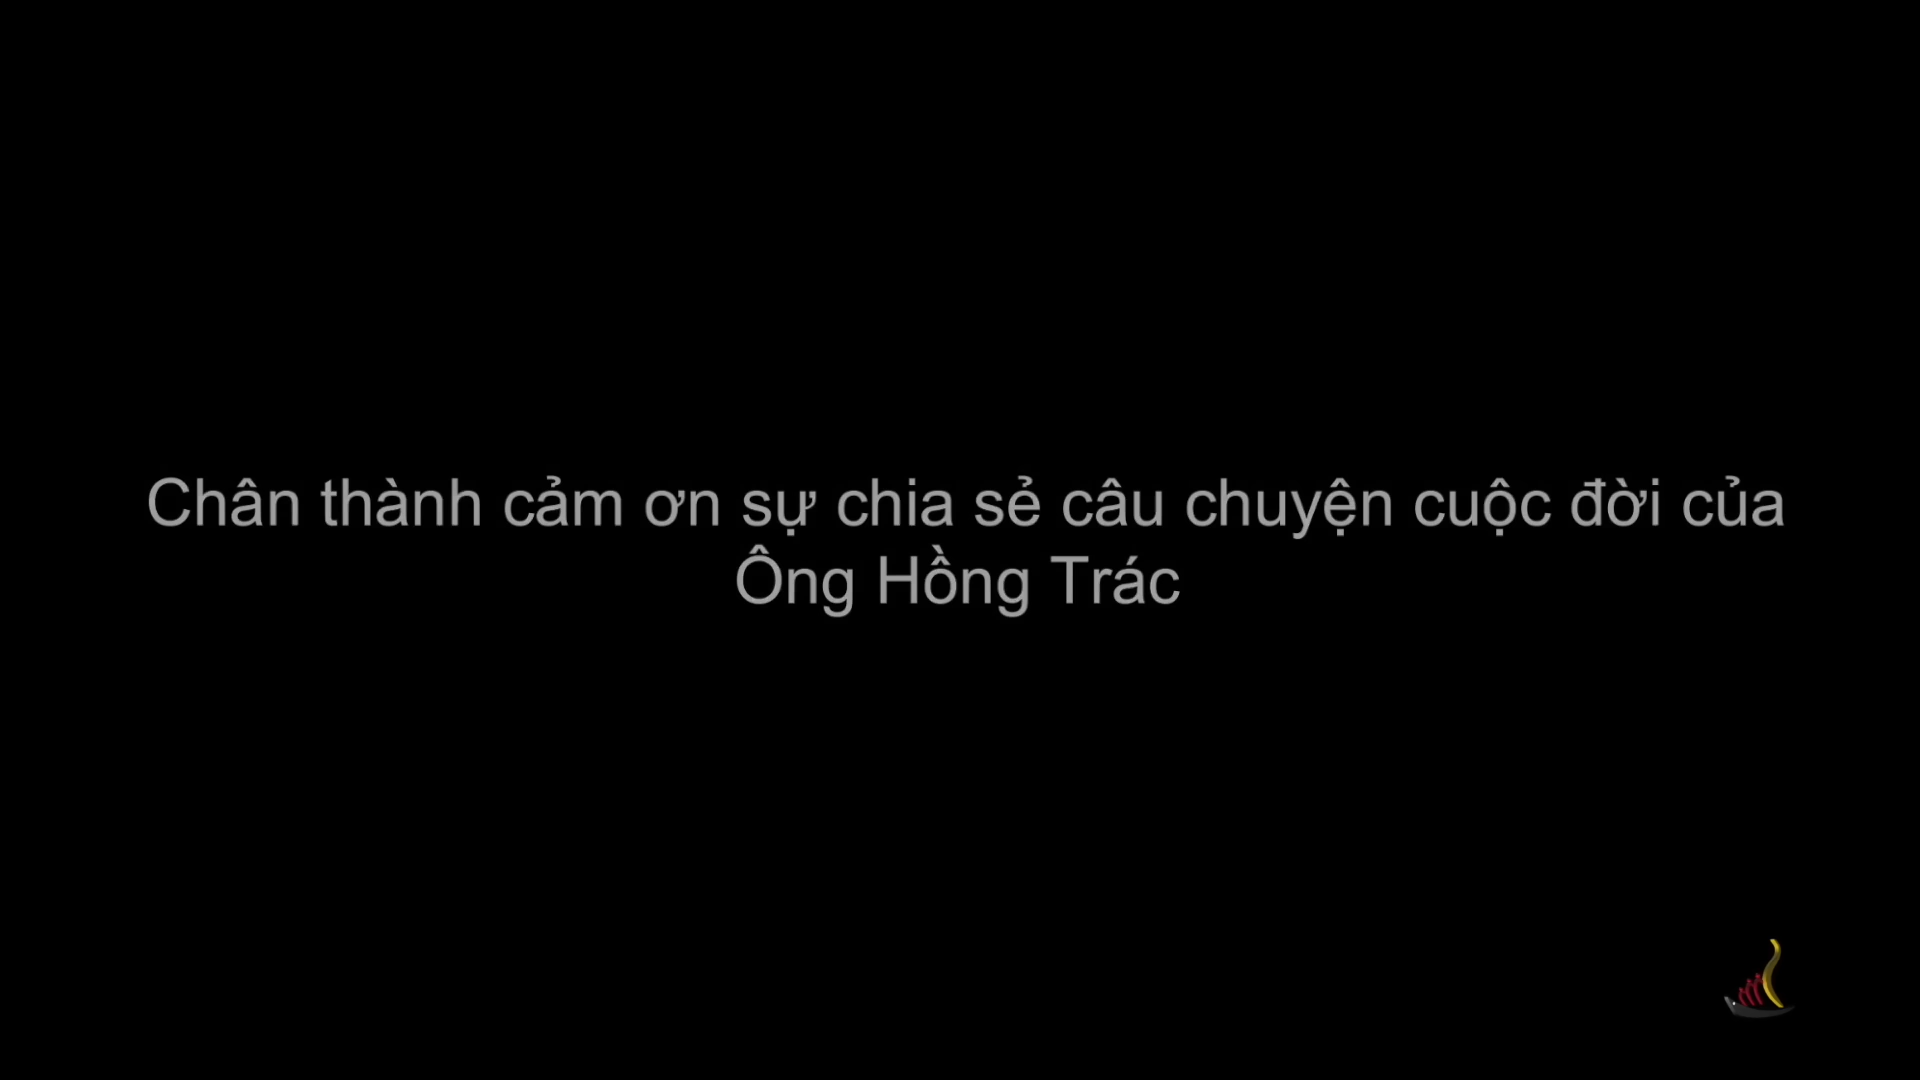 Chân thành cảm ơn sự chia sẻ câu chuyện cuộc đời của
Ông Hồng Trác